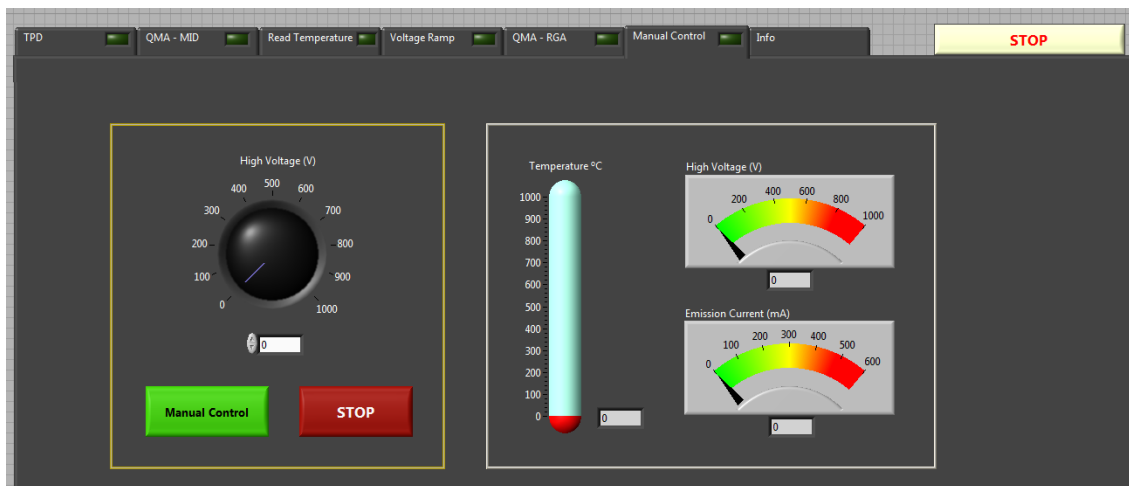 TPD
QMA - MID
Read Temperature
Voltage Ramp
QMA - RGA
Manual Control
Info
STOP
High Voltage (V)
0
100
200
300
400
500
600
700
800
900
1000
0
Manual Control
STOP
Temperature ºC
1000
900
800
700
600
500
400
300
200
100
0
0
High Voltage (V)
0
200
400
600
800
1000
0
Emission Current (mA)
0
100
200
300
400
500
600
0